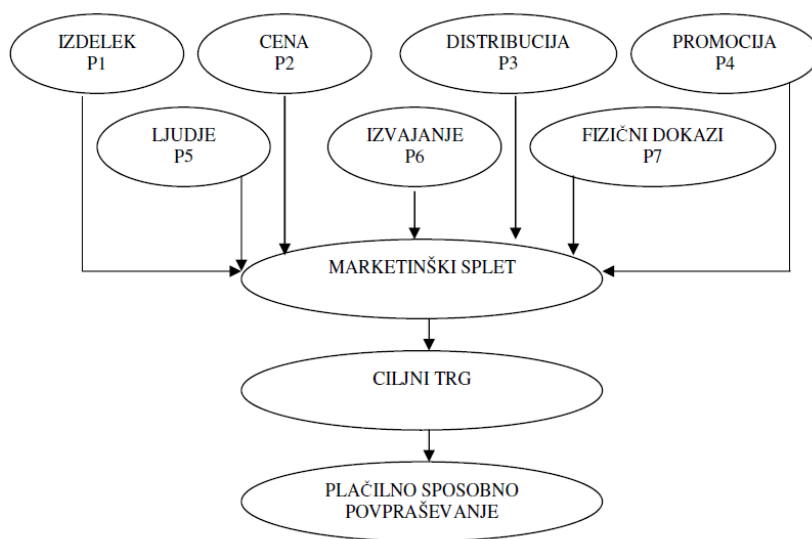 IZDELEK
P1
CENA
P2
DISTRIBUCIJA
P3
PROMOCIJA
P4
LJUDJE
P5
IZVAJANJE
P6
FIZIČNI DOKAZI
P7
MARKETINŠKI SPLET
CILJNI TRG
PLAČILNO SPOSOBNO
POVPRAŠEVANJE